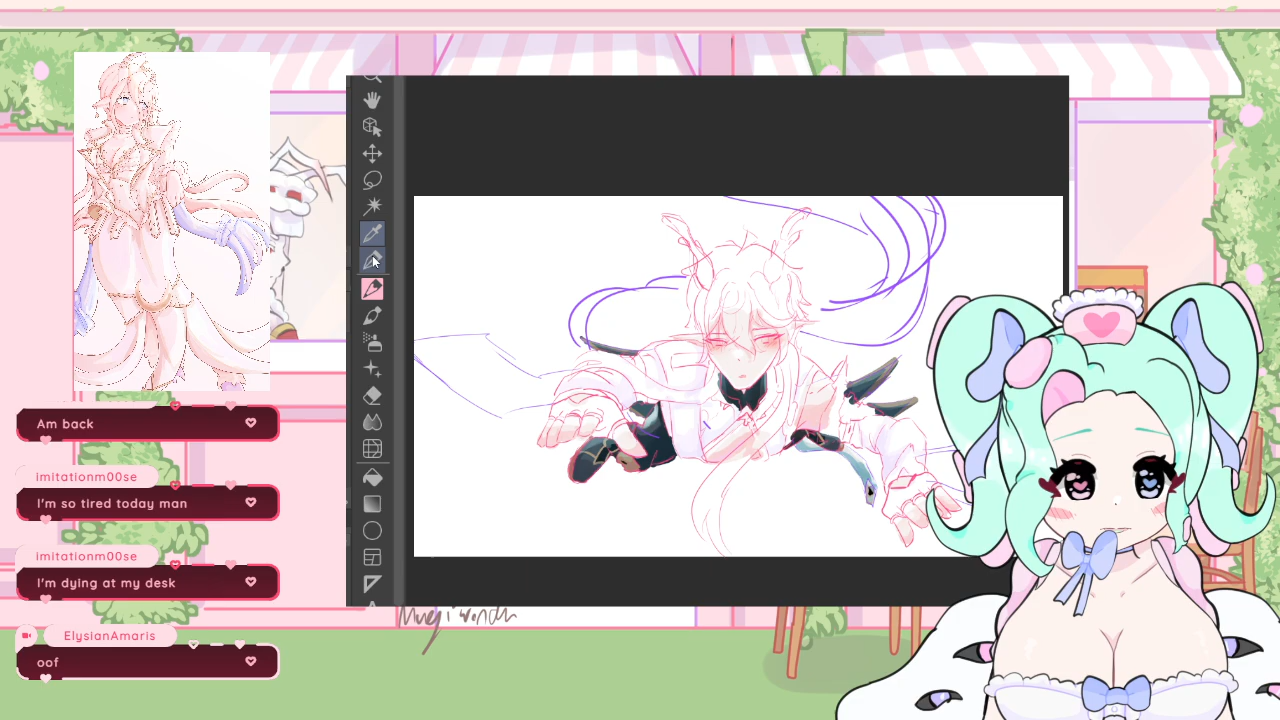 Am back
imitationm00se
I'm so tired today man
imitationm00se
I'm dying at my desk
ElysianAmaris
oof